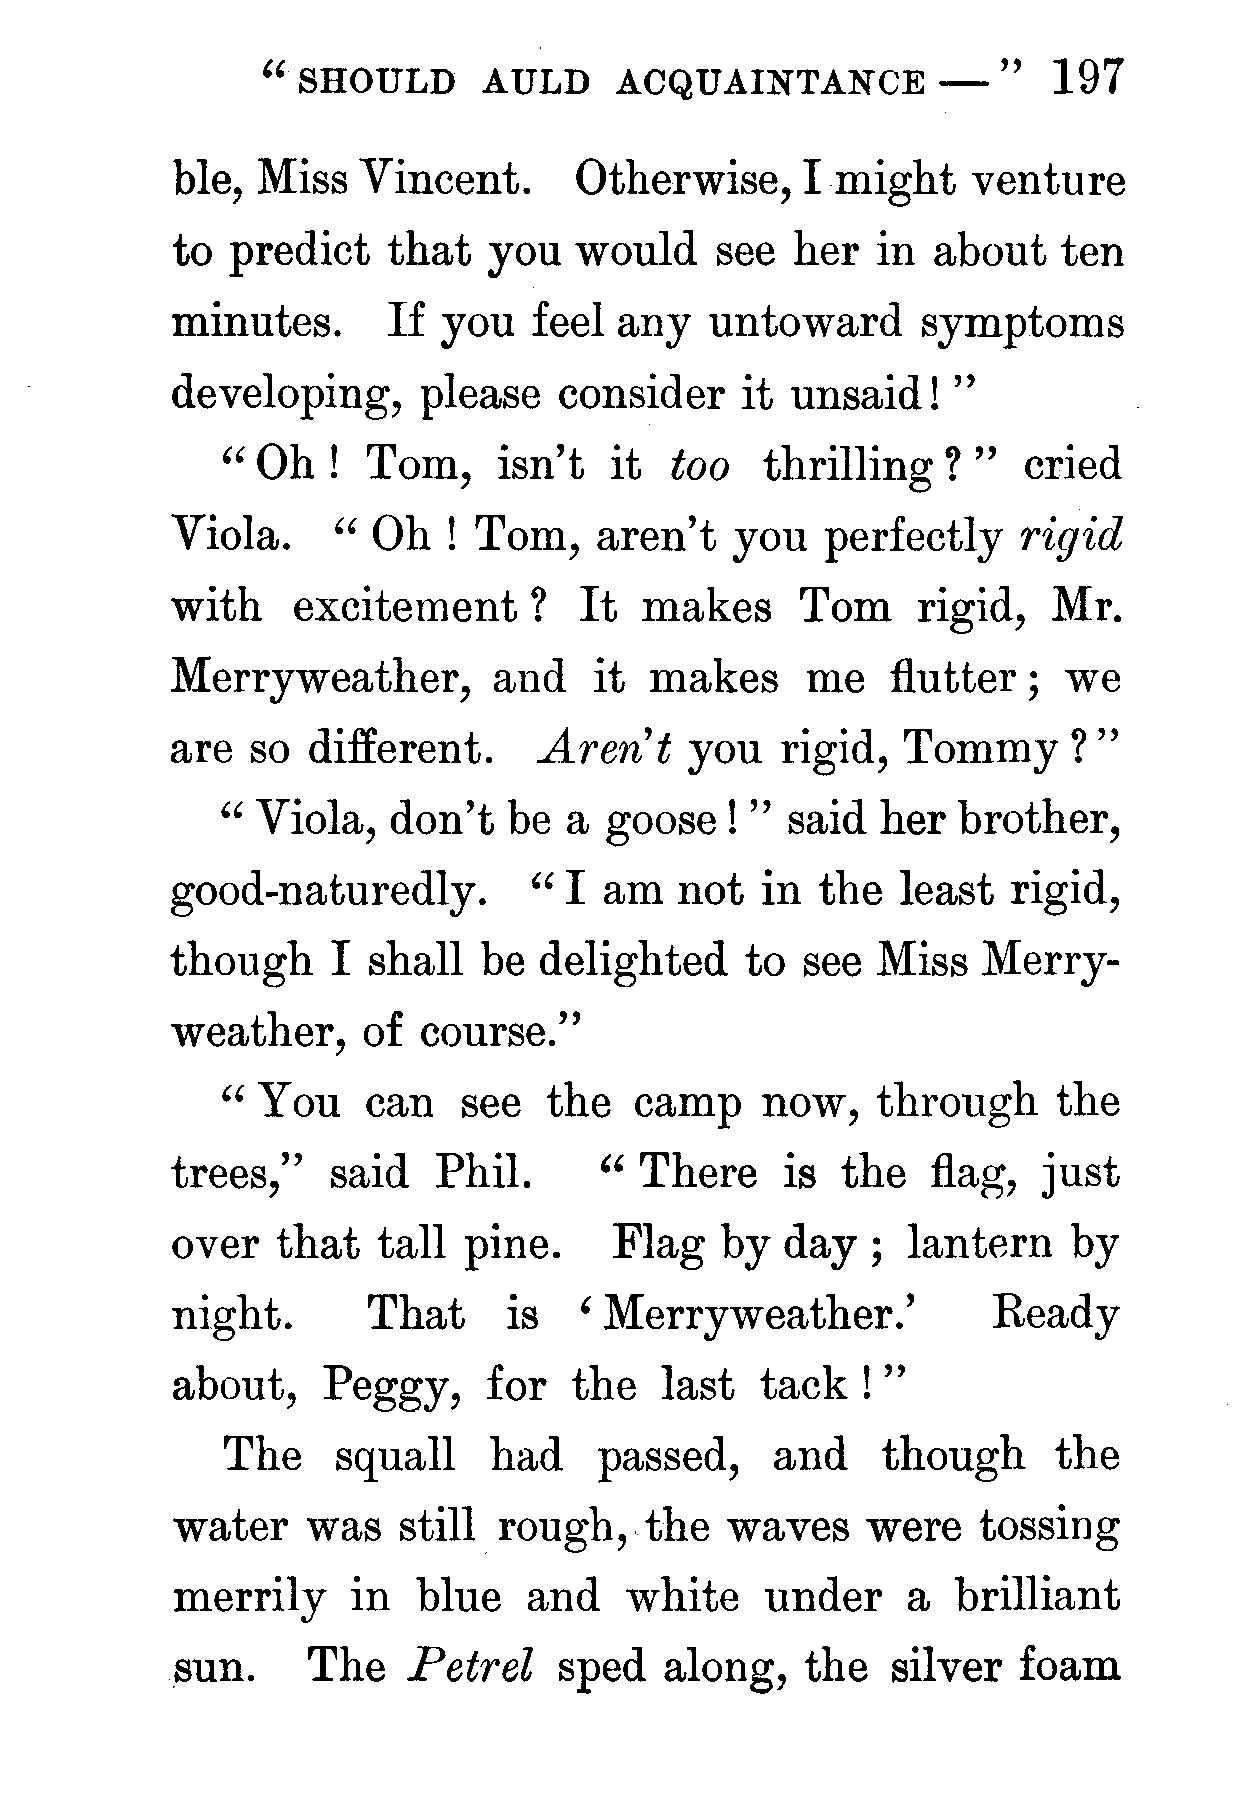 “ SHOULD AULD ACQUAINTANCE — ” 197
ble, Miss Vincent. Otherwise, I might venture
to predict that you would see her in about ten
minutes. If you feel any untoward symptoms
developing, please consider it unsaid! ”
“ Oh ! Tom, isn’t it too thrilling ? ” cried
Viola. “ Oh ! Tom, aren’t you perfectly rigid
with excitement ? It makes Tom rigid, Mr.
Merryweather, and it makes me flutter ; we
are so different. Aren’t you rigid, Tommy ? ”
“ Viola, don’t be a goose ! ” said her brother,
good-naturedly. “ I am not in the least rigid,
though I shall be delighted to see Miss Merry-
weather, of course.”
“ You can see the camp now, through the
trees,” said Phil. “ There is the flag, just
over that tall pine. Flag by day ; lantern by
night. That is ‘ Merryweather.’ Ready
about, Peggy, for the last tack ! ”
The squall had passed, and though the
water was still rough, the waves were tossing
merrily in blue and white under a brilliant
sun. The Petrel sped along, the silver foam